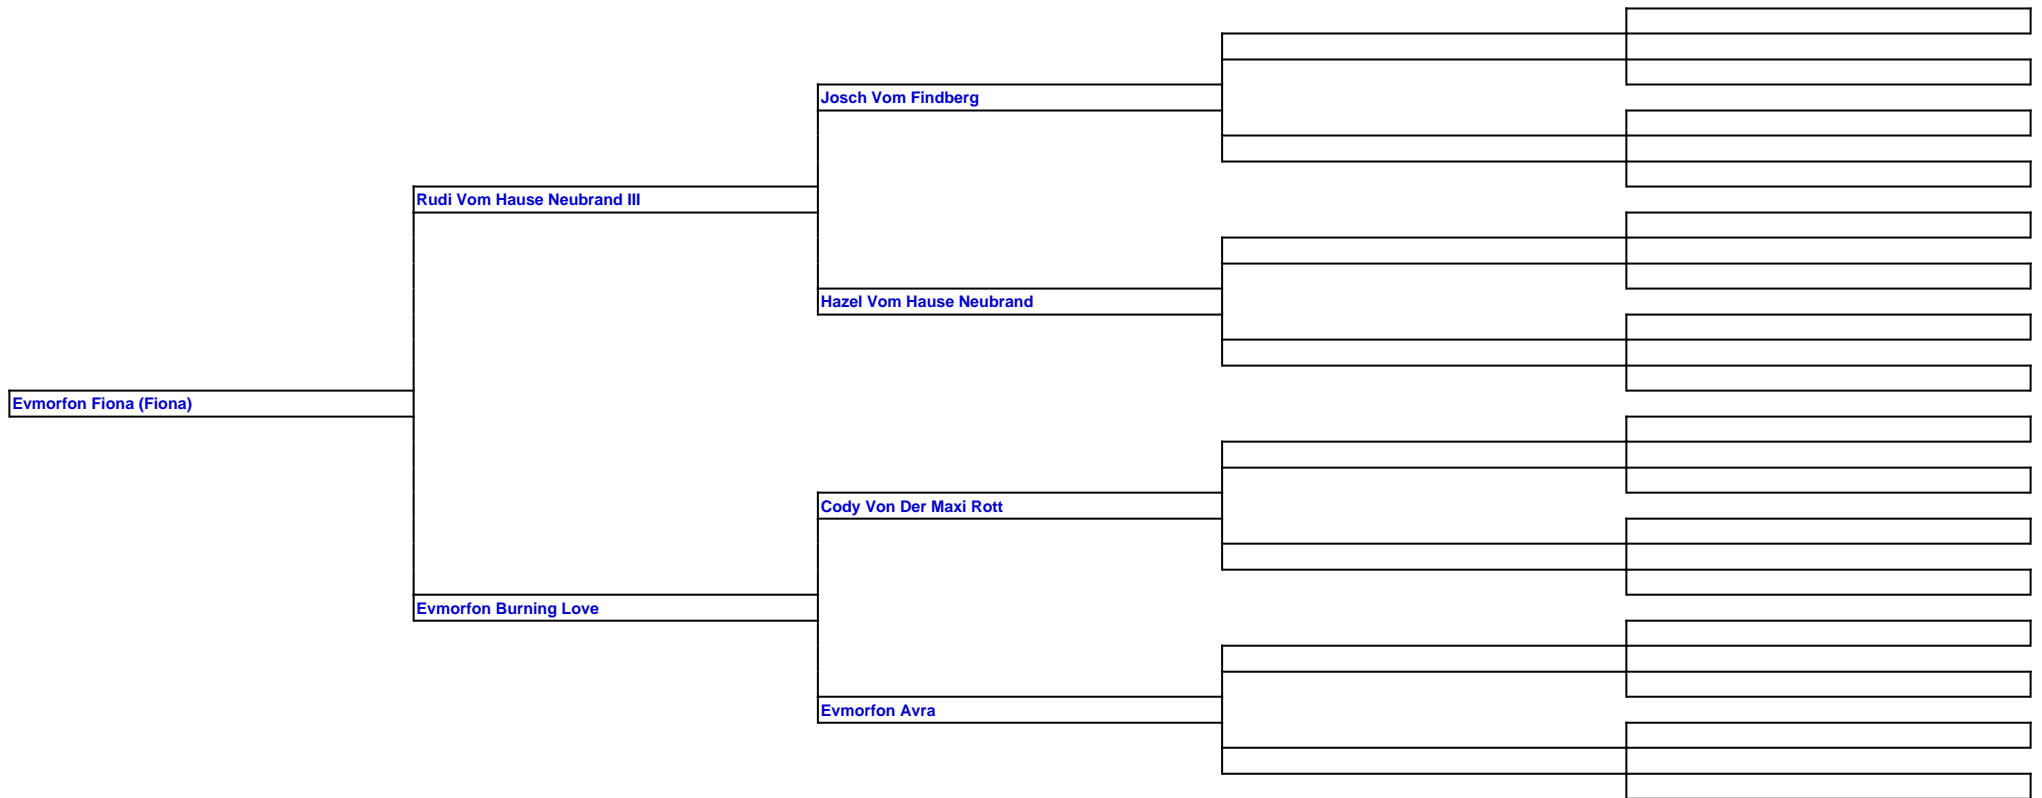 Josch Vom Findberg
Rudi Vom Hause Neubrand III
Hazel Vom Hause Neubrand
Evmorfon Fiona (Fiona)
Cody Von Der Maxi Rott
Evmorfon Burning Love
Evmorfon Avra